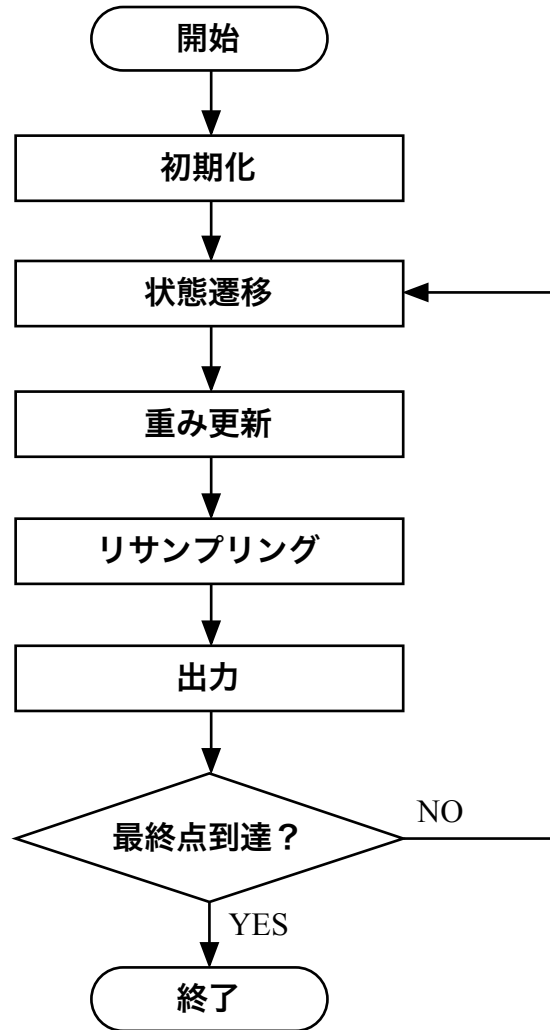 開始
初期化
状態遷移
重み更新
リサンプリング
出力
最終点到達？
NO
YES
終了